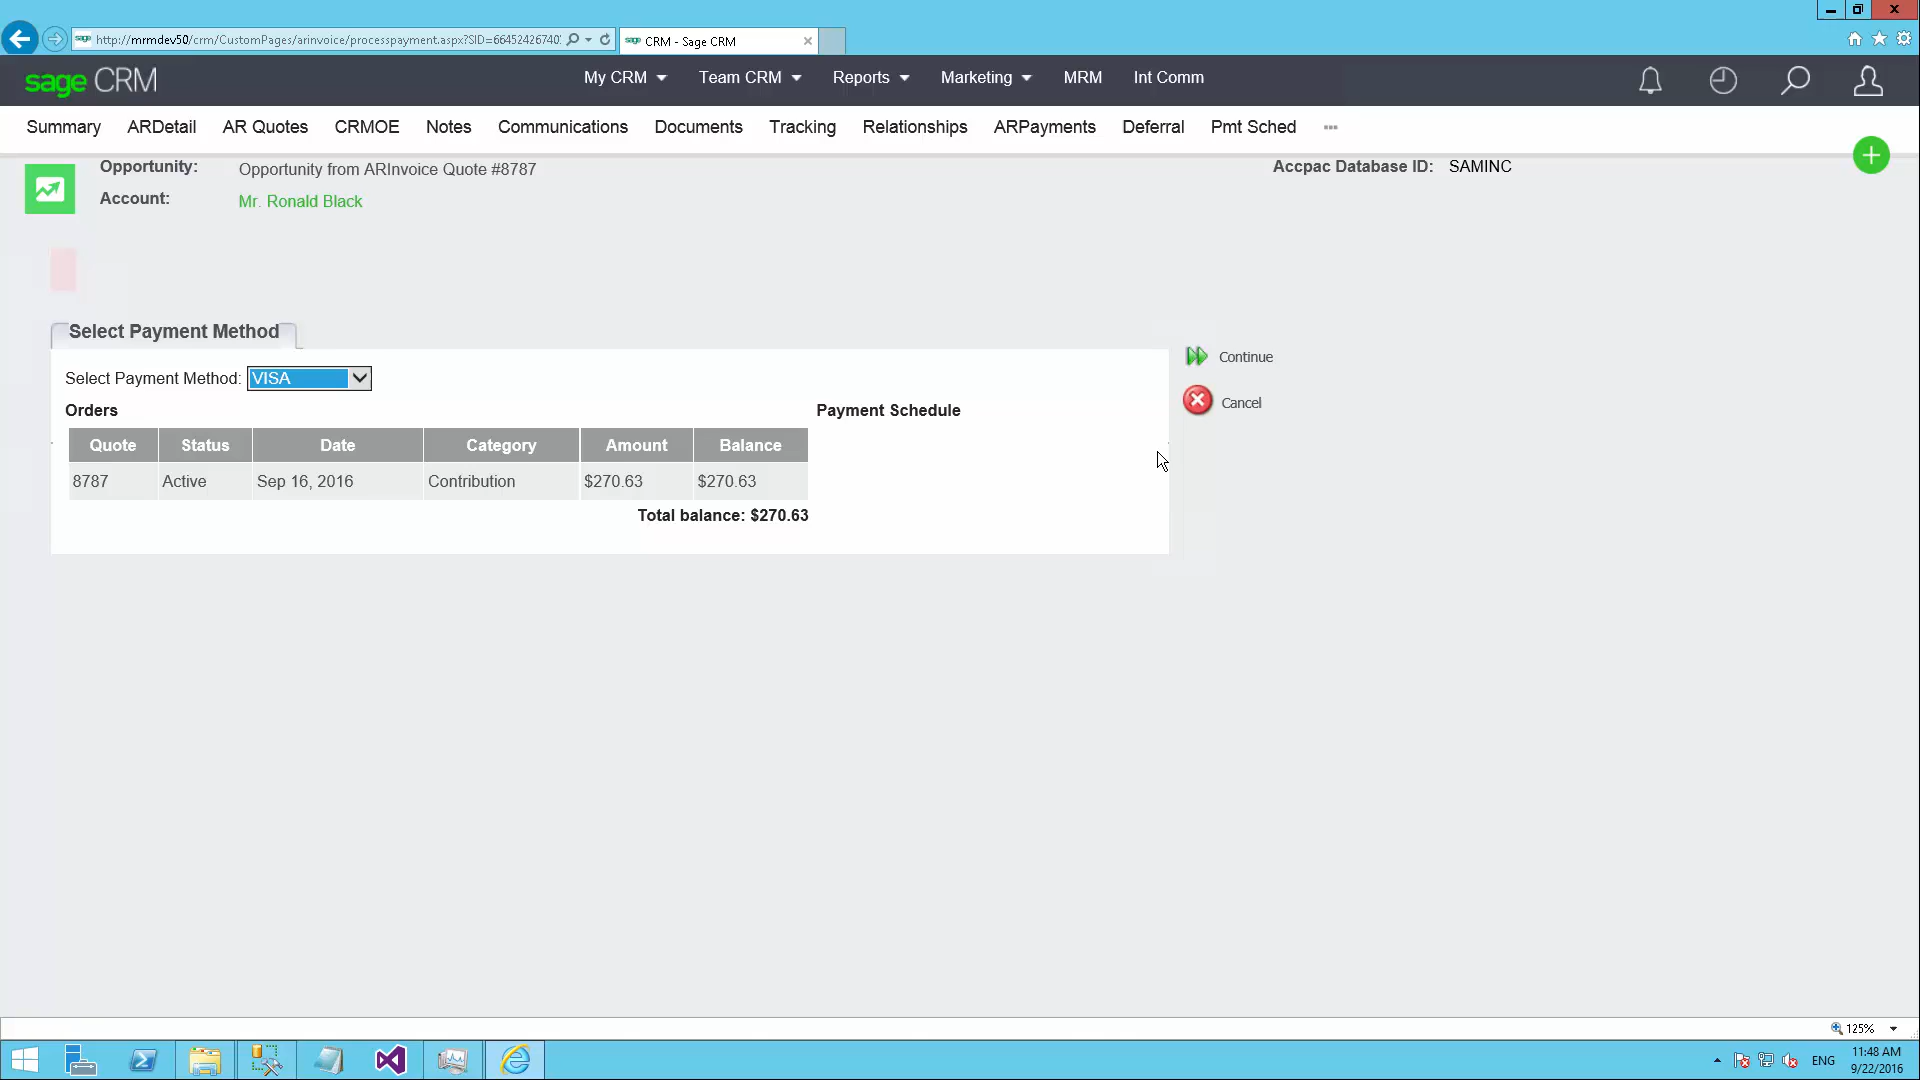 http://mrmdev50/crm/CustomPages/arinvoice/processpayment.aspx?SID=66452426740
CRM - Sage CRM
sage CRM
My CRM
Team CRM
Reports
Marketing
MRM
Int Comm
Summary
ARDetail
AR Quotes
CRMOE
Notes
Communications
Documents
Tracking
Relationships
ARPayments
Deferral
Pmt Sched
Opportunity: Opportunity from ARInvoice Quote #8787
Accpac Database ID: SAMINC
Account: Mr. Ronald Black
Select Payment Method
Continue
Select Payment Method: VISA
Cancel
Orders
Payment Schedule
Quote Status Date Category Amount Balance
8787 Active Sep 16, 2016 Contribution $270.63 $270.63
Total balance: $270.63
125%
ENG
11:48 AM
9/22/2016